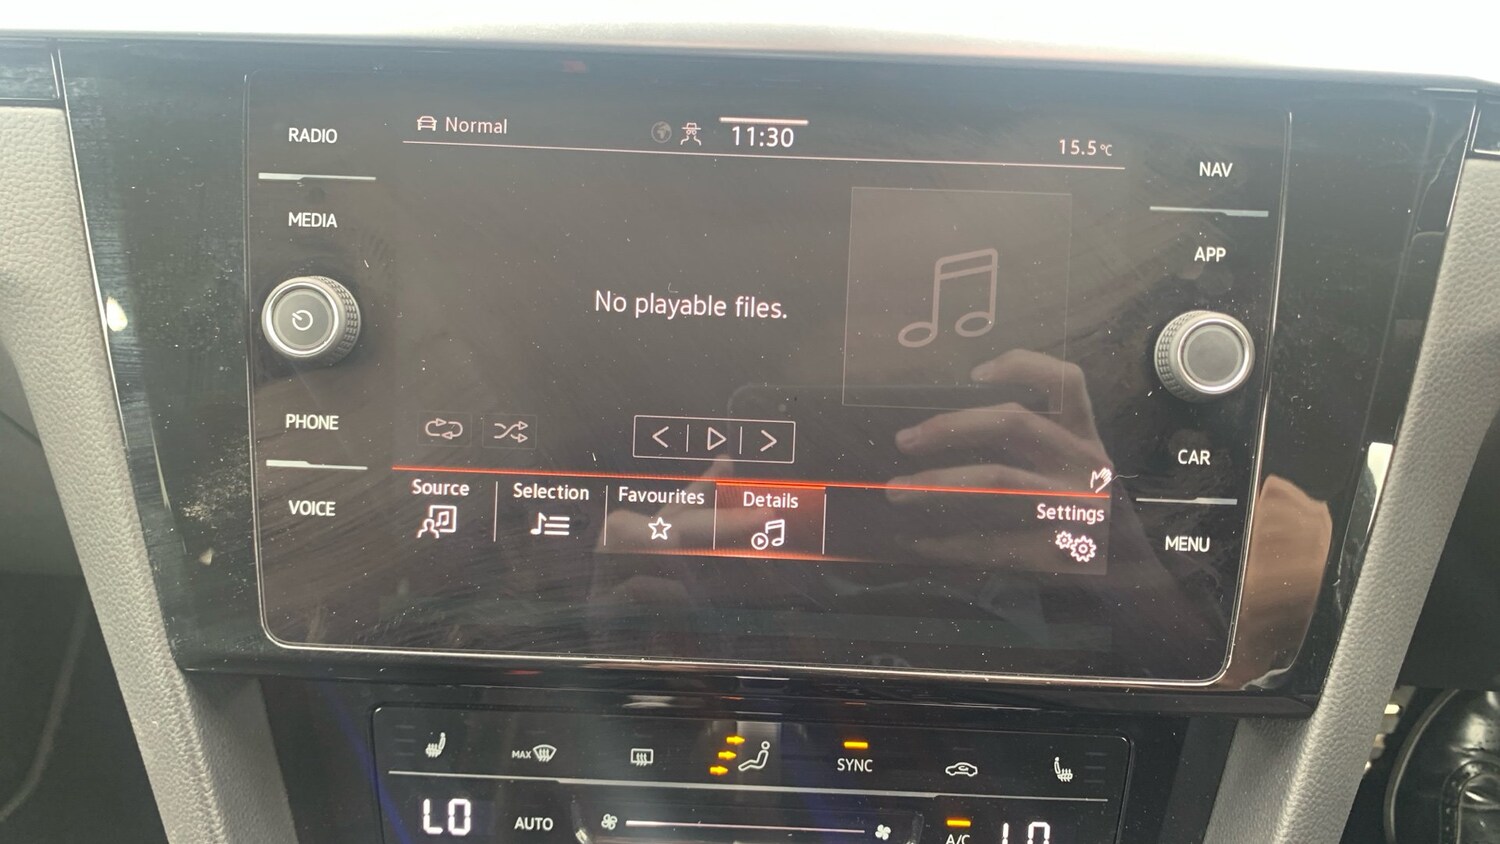 Normal
11:30
15.5°C
RADIO
MEDIA
PHONE
VOICE
NAV
APP
CAR
MENU
No playable files.
Source
Selection
Favourites
Details
Settings
MAX
SYNC
LO
AUTO
A/C
LO